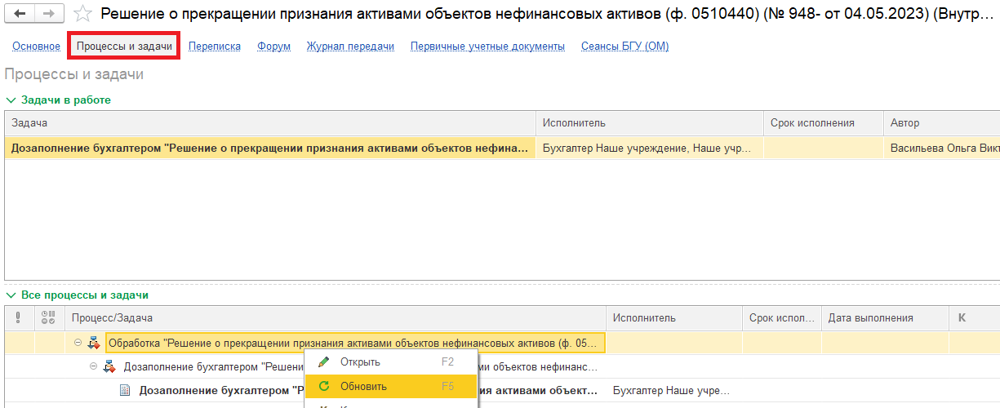 Решение о прекращении признания активами объектов нефинансовых активов (ф. 0510440) (№ 948- от 04.05.2023) (Внутр…
Основное Процессы и задачи Переписка Форум Журнал передачи Первичные учетные документы Сеансы БГУ (ОМ)
Процессы и задачи
Задачи в работе
Задача Исполнитель Срок исполнения Автор
Дозаполнение бухгалтером "Решение о прекращении признания активами объектов нефина... Бухгалтер Наше учреждение, Наше учр... Васильева Ольга Викт
Все процессы и задачи
Процесс/Задача Исполнитель Срок испол... Дата выполнения К
Обработка "Решение о прекращении признания активами объектов нефинансовых активов (ф. 05...
Дозаполнение бухгалтером "Решени Открыть F2 ами объектов нефинанс...
Обновить F5
Дозаполнение бухгалтером "Р ия активами объект... Бухгалтер Наше учре...